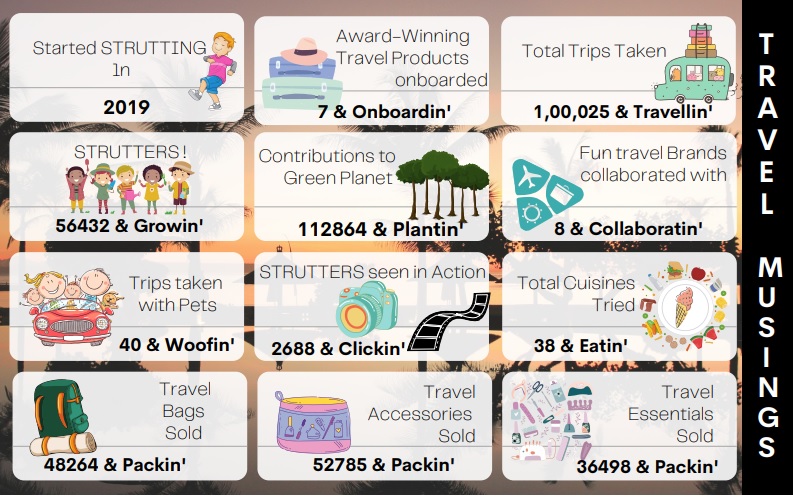 Started STRUTTING
In
2019
Award-Winning
Travel Products
onboarded
7 & Onboardin'
Total Trips Taken
1,00,025 & Travellin'
STRUTTERS!
56432 & Growin'
Contributions to
Green Planet
112864 & Plantin'
Fun travel Brands
collaborated with
8 & Collaboratin'
Trips taken
with Pets
40 & Woofin'
STRUTTERS seen in Action
2688 & Clickin'
Total Cuisines
Tried
38 & Eatin'
Travel
Bags
Sold
48264 & Packin'
Travel
Accessories
Sold
52785 & Packin'
Travel
Essentials
Sold
36498 & Packin'
TRAVEL MUSINGS